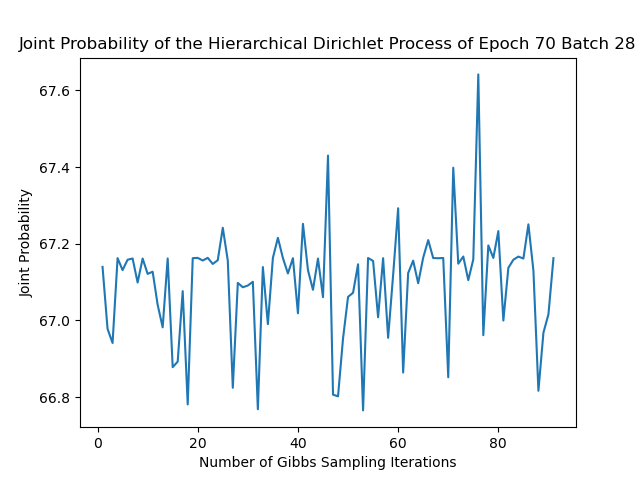 Joint Probability of the Hierarchical Dirichlet Process of Epoch 70 Batch 28
67.6
67.4
67.2
67.0
66.8
Joint Probability
0 20 40 60 80
Number of Gibbs Sampling Iterations